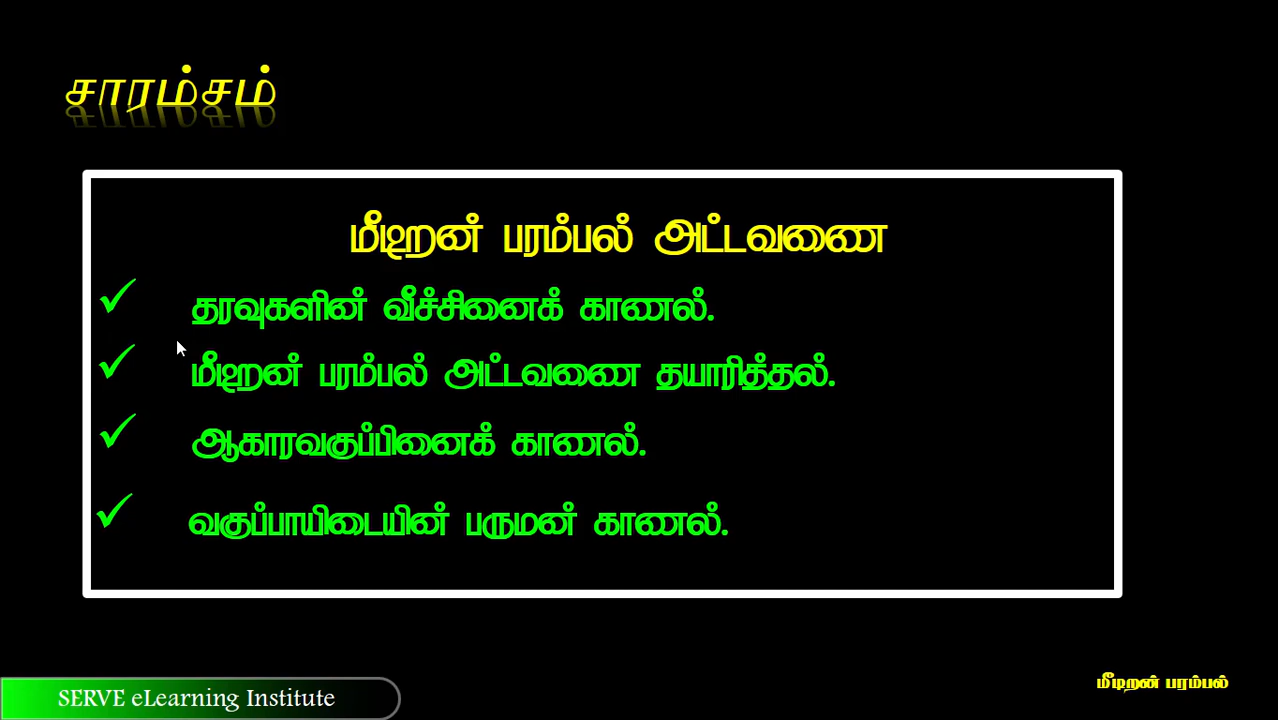 சாரம்சம்
மீடிறன் பரம்பல் அட்டவணை
தரவுகளின் வீச்சினைக் காணல்.
மீடிறன் பரம்பல் அட்டவணை தயாரித்தல்.
ஆகாரவகுப்பினைக் காணல்.
வகுப்பாயிடையின் பருமன் காணல்.
SERVE eLearning Institute
மீடிறன் பரம்பல்